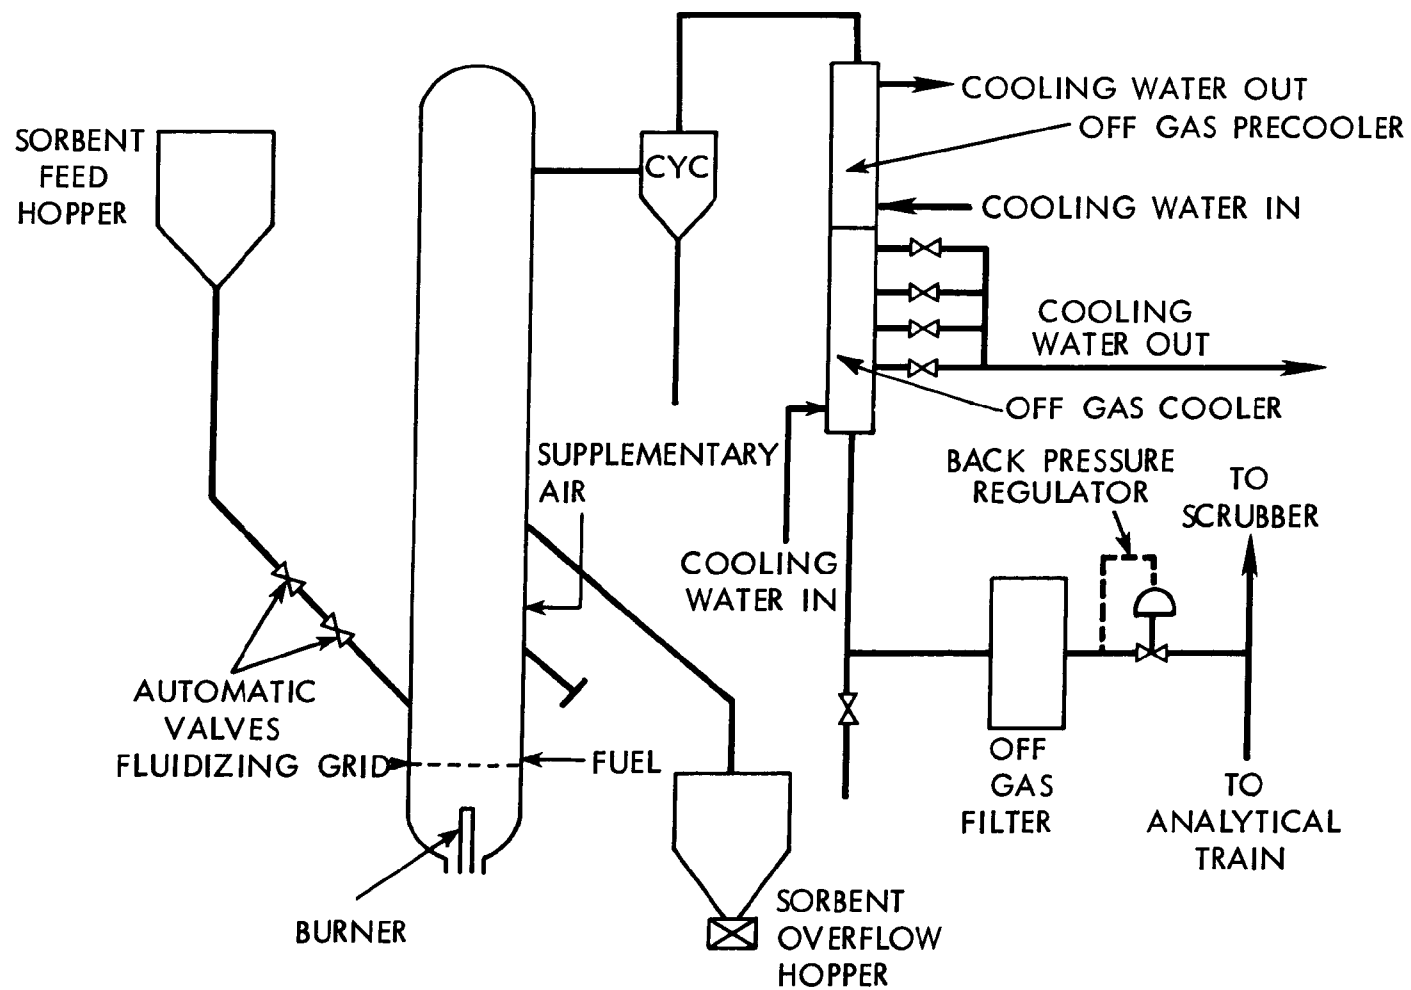 SORBENT
FEED
HOPPER
CYC
COOLING WATER OUT
OFF GAS PRECOOLER
COOLING WATER IN
COOLING
WATER OUT
OFF GAS COOLER
SUPPLEMENTARY
AIR
BACK PRESSURE
REGULATOR
TO
SCRUBBER
COOLING
WATER IN
AUTOMATIC
VALVES
FLUIDIZING GRID
FUEL
OFF
GAS
FILTER
TO
ANALYTICAL
TRAIN
BURNER
SORBENT
OVERFLOW
HOPPER